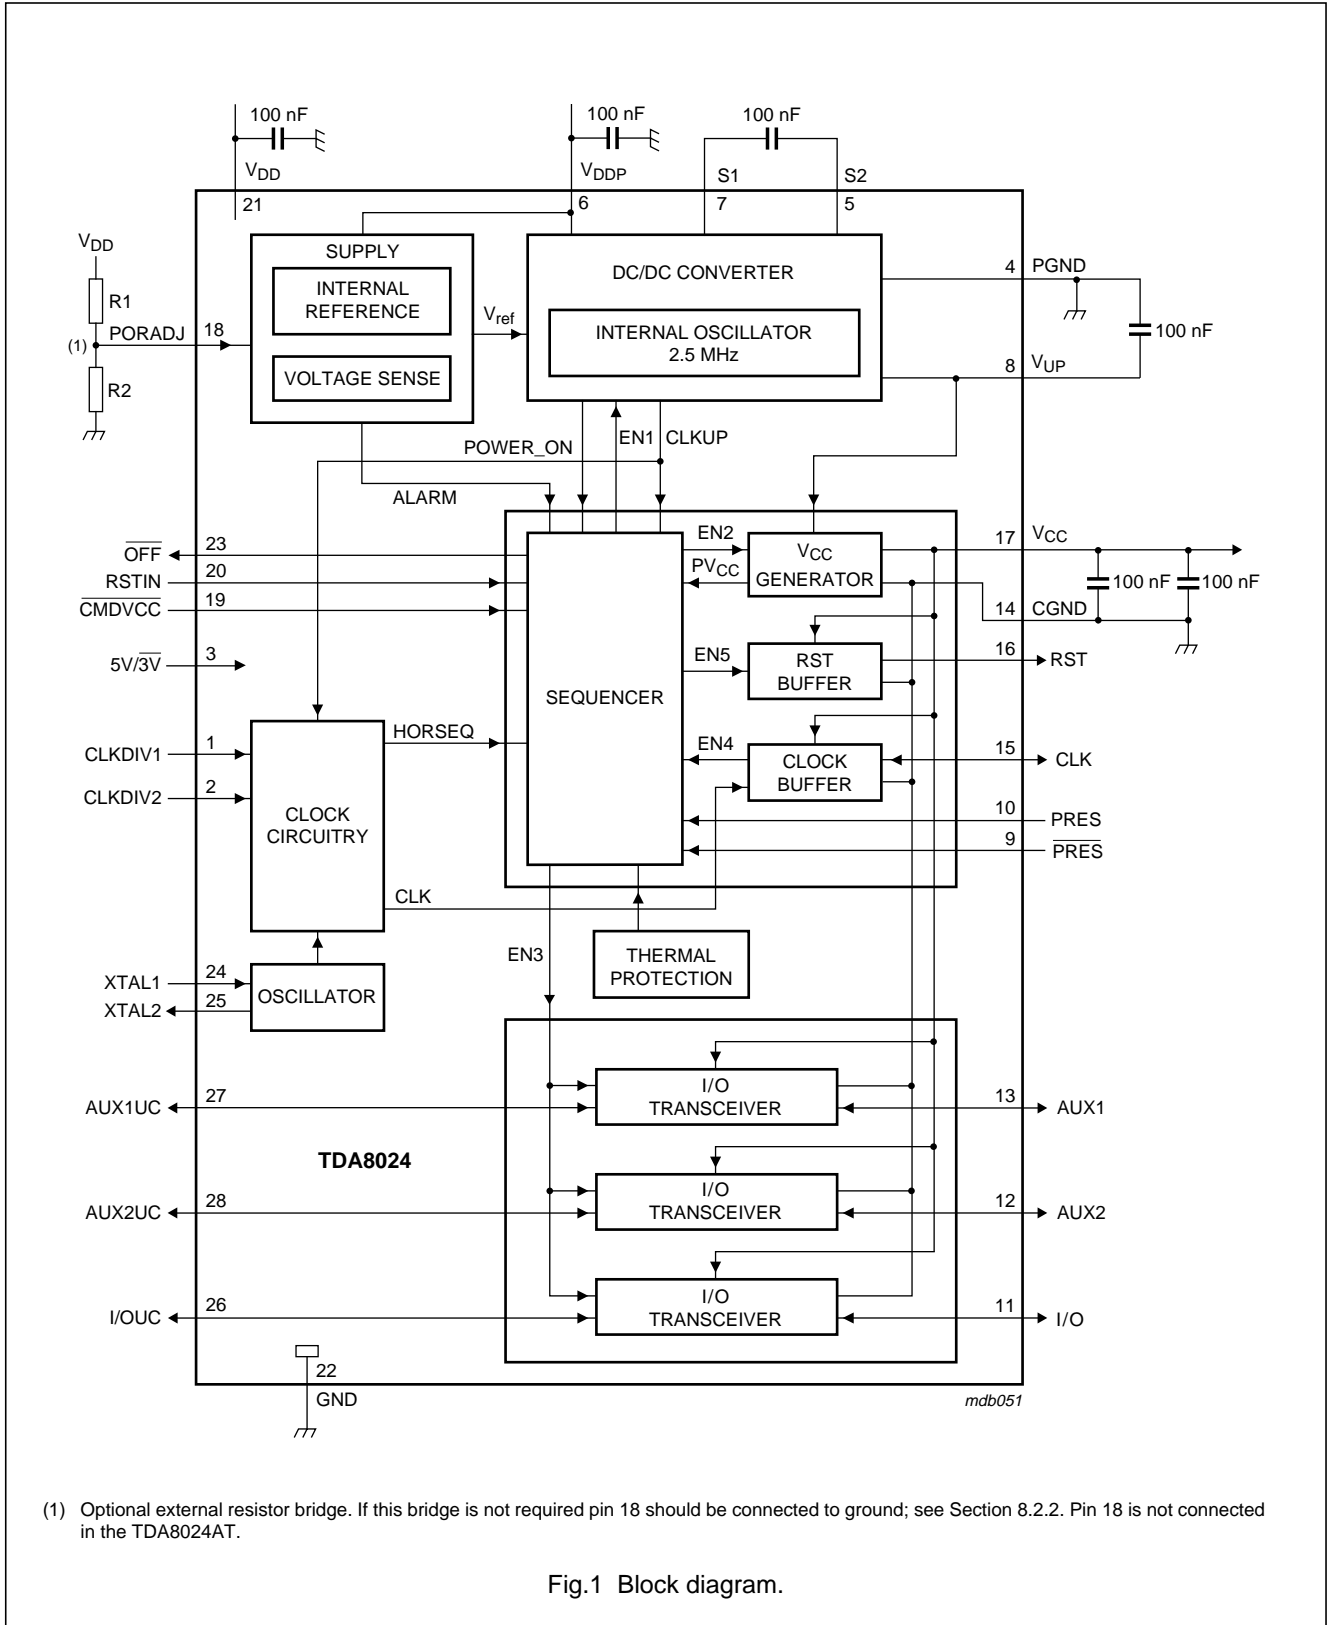 100 nF 100 nF 100 nF
VDD VDDP S1 S2
21 6 7 5
VDD
R1
PORADJ 18
(1)
R2
SUPPLY
INTERNAL
REFERENCE
VOLTAGE SENSE
Vref
DC/DC CONVERTER
INTERNAL OSCILLATOR
2.5 MHz
4 PGND
100 nF
8 VUP
POWER_ON EN1 CLKUP
ALARM
OFF 23
RSTIN 20
CMDVCC 19
5V/3V 3
CLKDIV1 1
CLKDIV2 2
HORSEQ
CLOCK
CIRCUITRY
CLK
SEQUENCER
EN2
PVCC
VCC
GENERATOR
17 VCC
100 nF 100 nF
14 CGND
EN5
RST
BUFFER
16 RST
EN4
CLOCK
BUFFER
15 CLK
10 PRES
9 PRES
EN3
THERMAL
PROTECTION
XTAL1 24
XTAL2 25
OSCILLATOR
I/O
TRANSCEIVER
AUX1UC 27
13 AUX1
TDA8024
I/O
TRANSCEIVER
AUX2UC 28
12 AUX2
I/O
TRANSCEIVER
I/OUC 26
11 I/O
22
GND
mdb051
(1) Optional external resistor bridge. If this bridge is not required pin 18 should be connected to ground; see Section 8.2.2. Pin 18 is not connected
in the TDA8024AT.
Fig.1 Block diagram.